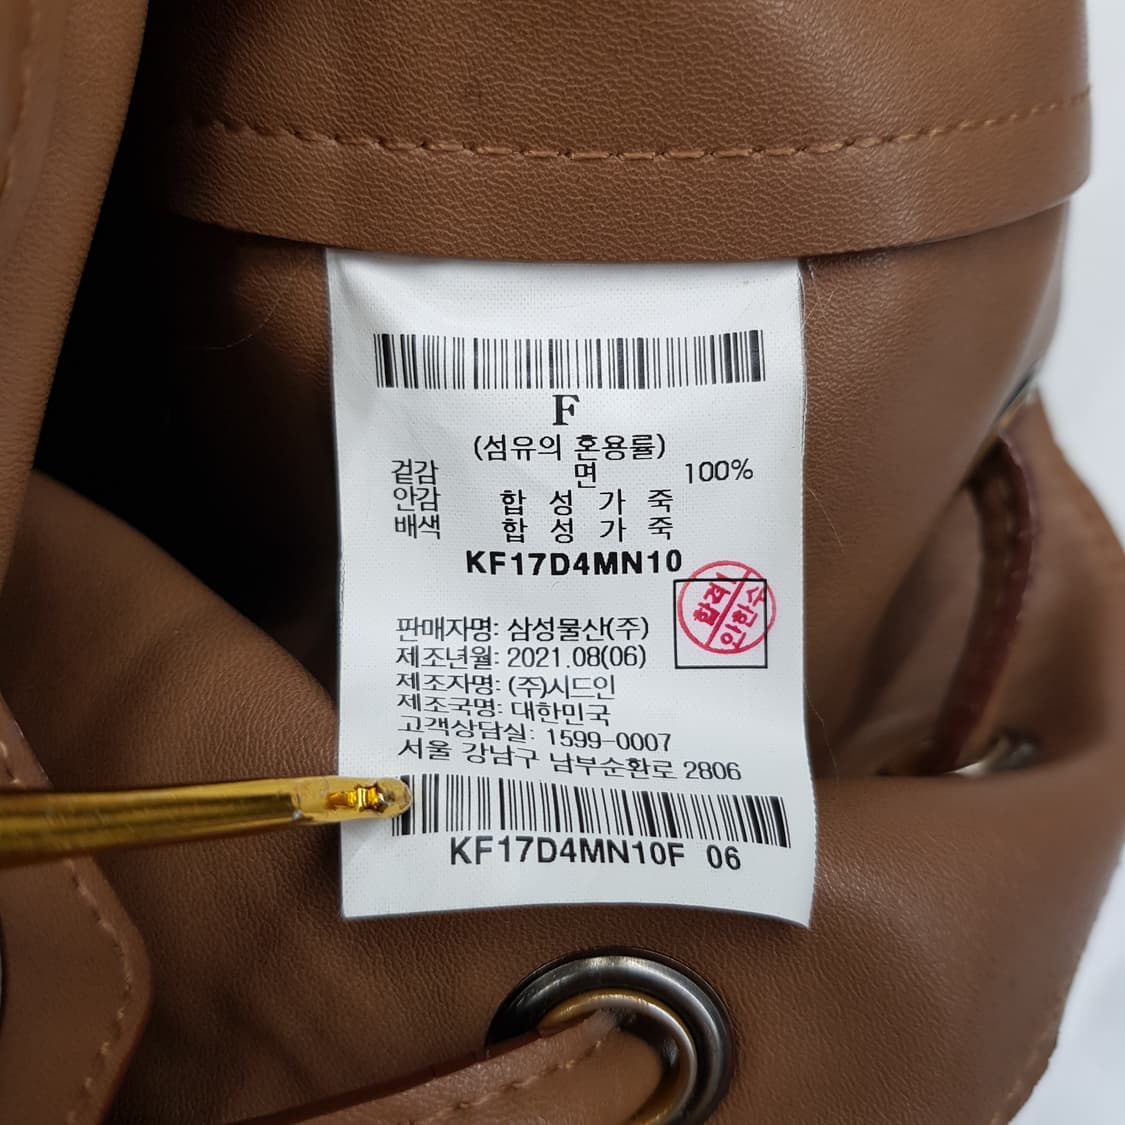 F
(섬유의 혼용률)
겉감 면 100%
안감 합 성 가 죽
배색 합 성 가 죽
KF17D4MN10
합격!
안한수
판매자명: 삼성물산(주)
제조년월: 2021.08(06)
제조자명: (주)시드인
제조국명: 대한민국
고객상담실: 1599-0007
서울 강남구 남부순환로 2806
KF17D4MN10F 06